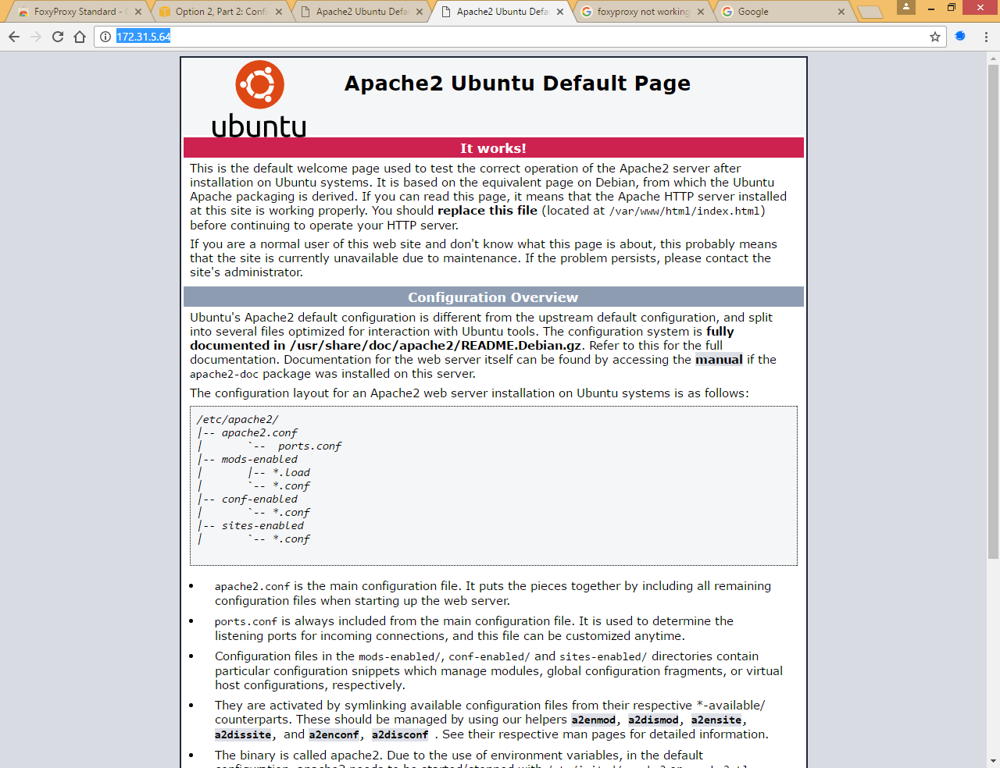 FoxyProxy Standard - C
Option 2, Part 2: Confi
Apache2 Ubuntu Defau
Apache2 Ubuntu Defau
foxyproxy not working
Google
172.31.5.64
ubuntu
Apache2 Ubuntu Default Page
It works!
This is the default welcome page used to test the correct operation of the Apache2 server after
installation on Ubuntu systems. It is based on the equivalent page on Debian, from which the Ubuntu
Apache packaging is derived. If you can read this page, it means that the Apache HTTP server installed
at this site is working properly. You should replace this file (located at /var/www/html/index.html)
before continuing to operate your HTTP server.
If you are a normal user of this web site and don't know what this page is about, this probably means
that the site is currently unavailable due to maintenance. If the problem persists, please contact the
site's administrator.
Configuration Overview
Ubuntu's Apache2 default configuration is different from the upstream default configuration, and split
into several files optimized for interaction with Ubuntu tools. The configuration system is fully
documented in /usr/share/doc/apache2/README.Debian.gz. Refer to this for the full
documentation. Documentation for the web server itself can be found by accessing the manual if the
apache2-doc package was installed on this server.
The configuration layout for an Apache2 web server installation on Ubuntu systems is as follows:
/etc/apache2/
|-- apache2.conf
|       `--  ports.conf
|-- mods-enabled
|       |-- *.load
|       `-- *.conf
|-- conf-enabled
|       `-- *.conf
|-- sites-enabled
|       `-- *.conf
• apache2.conf is the main configuration file. It puts the pieces together by including all remaining
configuration files when starting up the web server.
• ports.conf is always included from the main configuration file. It is used to determine the
listening ports for incoming connections, and this file can be customized anytime.
• Configuration files in the mods-enabled/, conf-enabled/ and sites-enabled/ directories contain
particular configuration snippets which manage modules, global configuration fragments, or virtual
host configurations, respectively.
• They are activated by symlinking available configuration files from their respective *-available/
counterparts. These should be managed by using our helpers a2enmod, a2dismod, a2ensite,
a2dissite, and a2enconf, a2disconf . See their respective man pages for detailed information.
• The binary is called apache2. Due to the use of environment variables, in the default